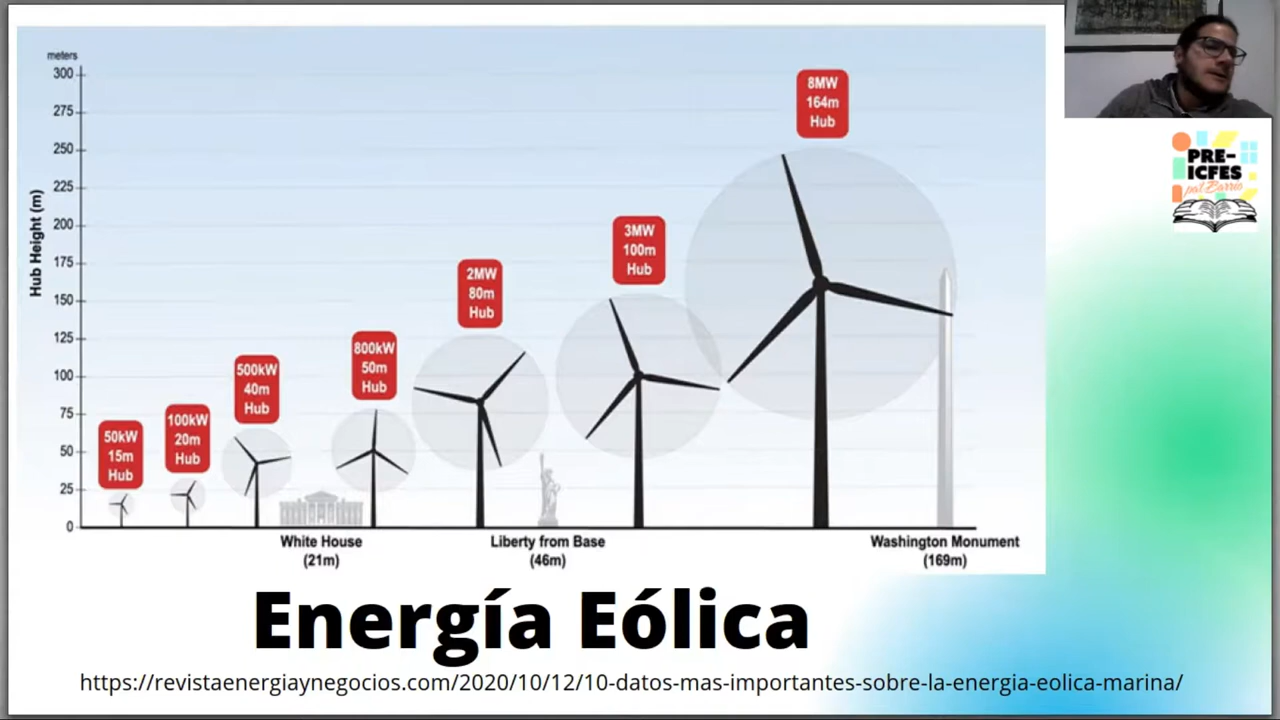 meters
300
275
250
225
200
175
150
125
100
75
50
25
0
Hub Height (m)
50kW
15m
Hub
100kW
20m
Hub
500kW
40m
Hub
800kW
50m
Hub
2MW
80m
Hub
3MW
100m
Hub
8MW
164m
Hub
White House
(21m)
Liberty from Base
(46m)
Washington Monument
(169m)
PRE-
ICFES
pa'l Barrio
Energía Eólica
https://revistaenergiaynegocios.com/2020/10/12/10-datos-mas-importantes-sobre-la-energia-eolica-marina/